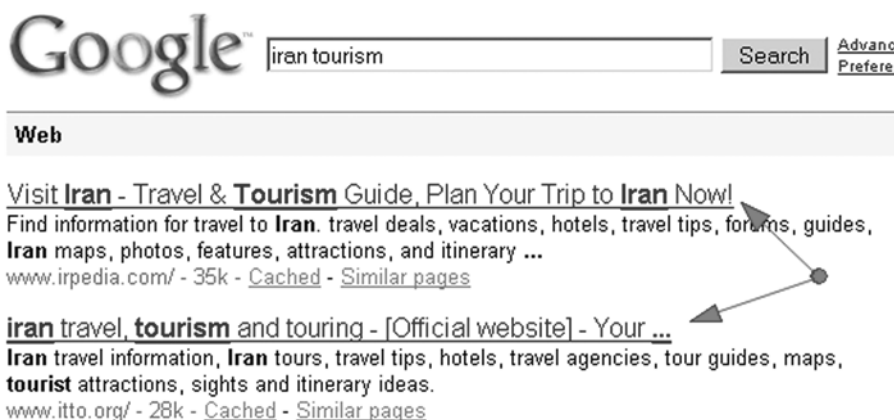 Google™
iran tourism
Search
Advanc
Prefere
Web
Visit Iran - Travel & Tourism Guide, Plan Your Trip to Iran Now!
Find information for travel to Iran. travel deals, vacations, hotels, travel tips, forums, guides,
Iran maps, photos, features, attractions, and itinerary ...
www.irpedia.com/ - 35k - Cached - Similar pages
iran travel, tourism and touring - [Official website] - Your ...
Iran travel information, Iran tours, travel tips, hotels, travel agencies, tour guides, maps,
tourist attractions, sights and itinerary ideas.
www.itto.org/ - 28k - Cached - Similar pages